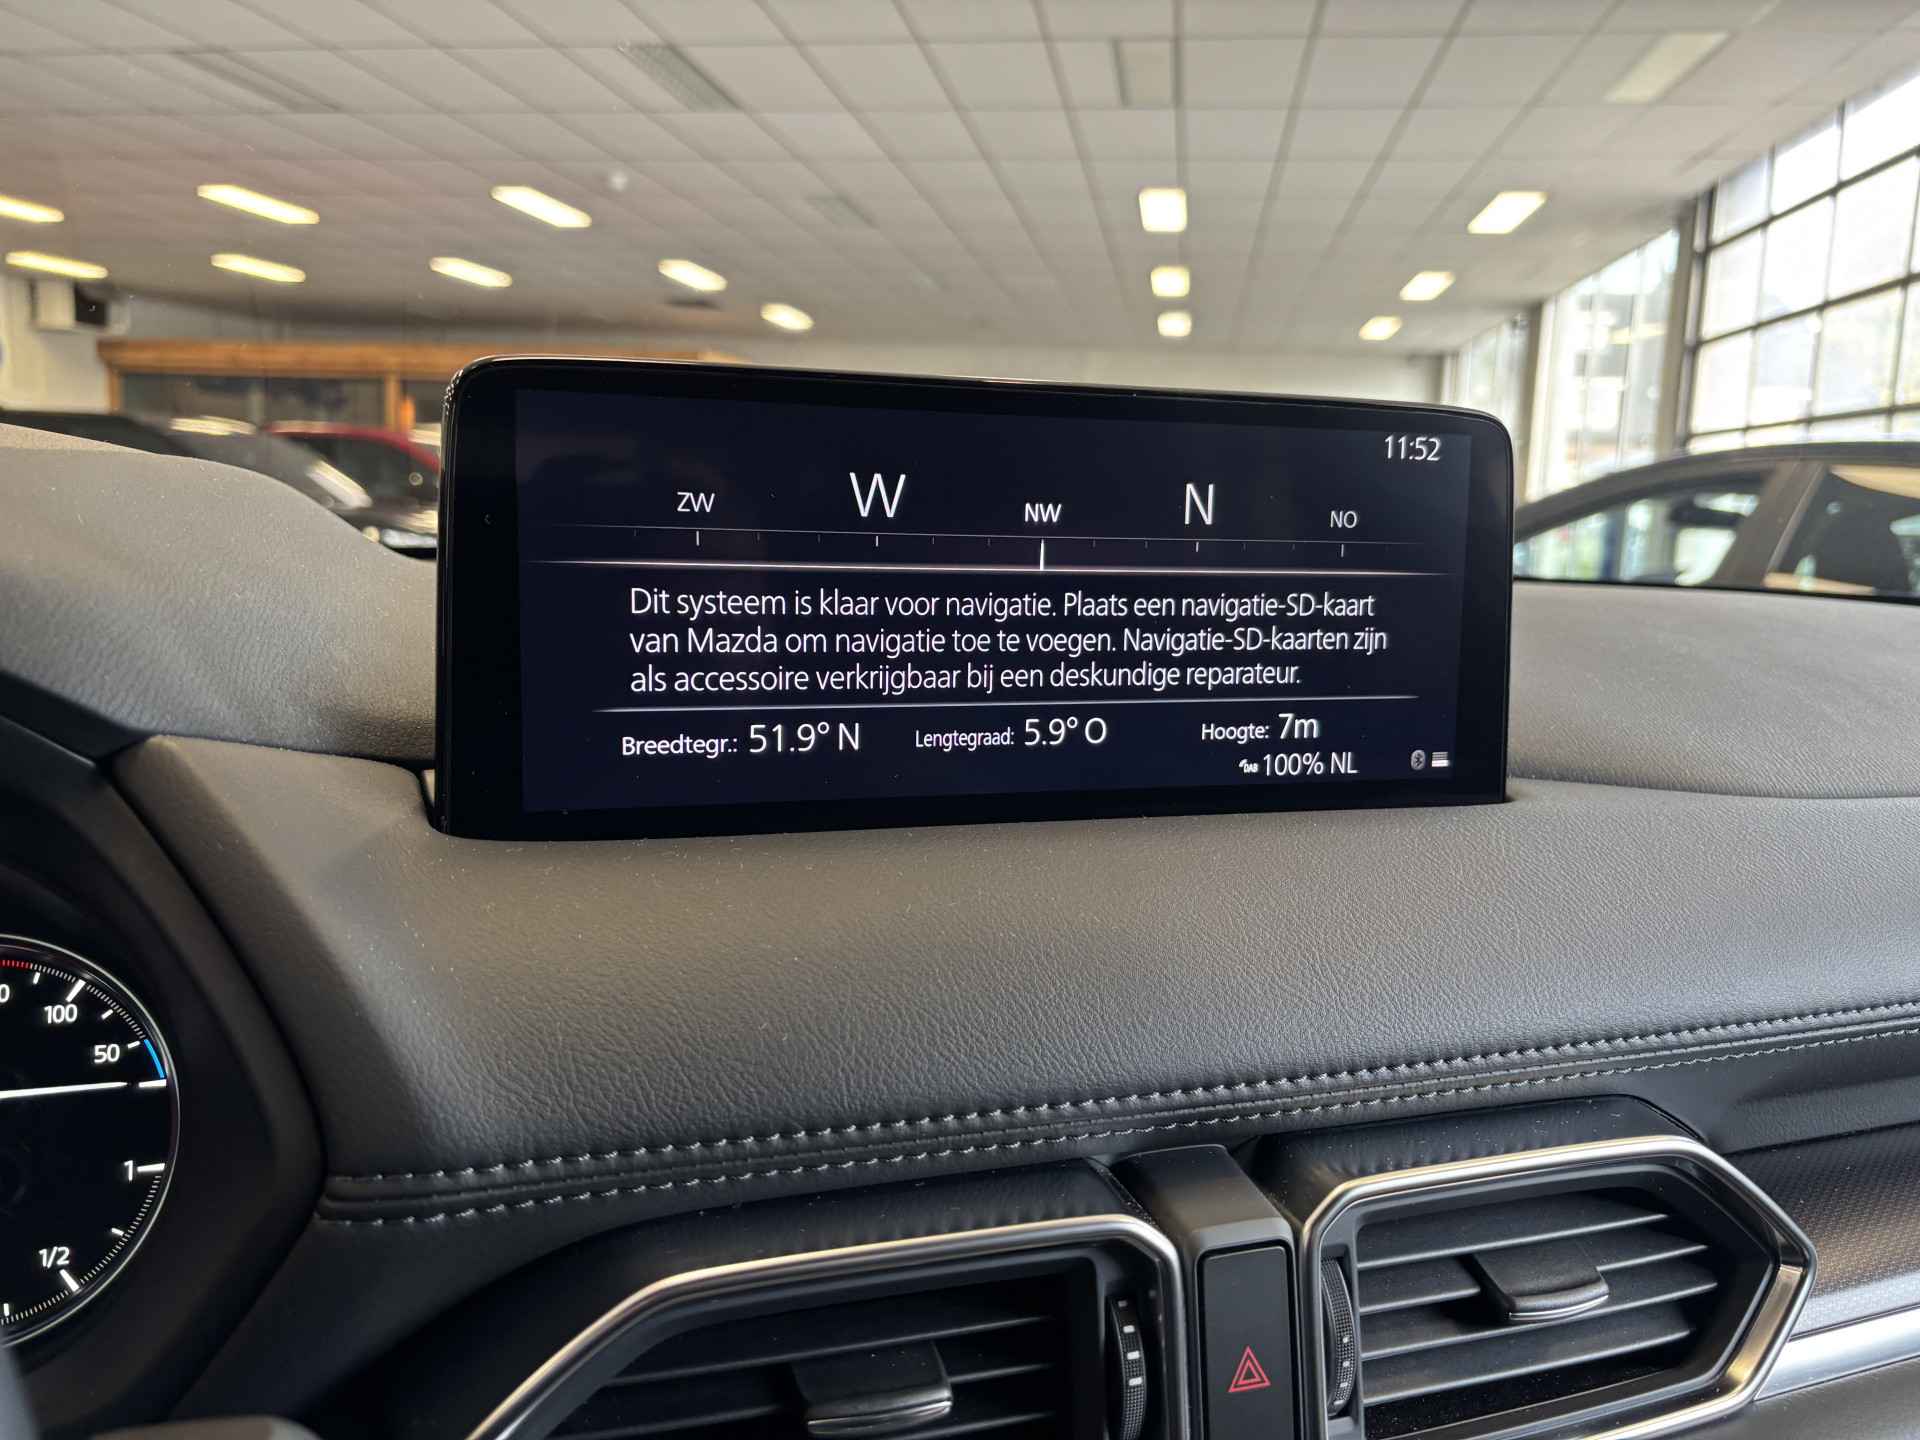 11:52
ZW W NW N NO
Dit systeem is klaar voor navigatie. Plaats een navigatie-SD-kaart
van Mazda om navigatie toe te voegen. Navigatie-SD-kaarten zijn
als accessoire verkrijgbaar bij een deskundige reparateur.
Breedtegr.: 51.9° N Lengtegraad: 5.9° O Hoogte: 7m
DAB 100% NL
100
50
1
1/2